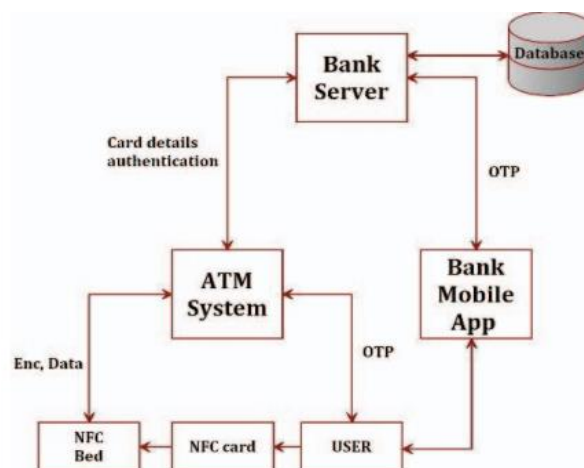 Database
Bank
Server
Card details
authentication
OTP
ATM
System
Bank
Mobile
App
Enc, Data
OTP
NFC
Bed
NFC card
USER